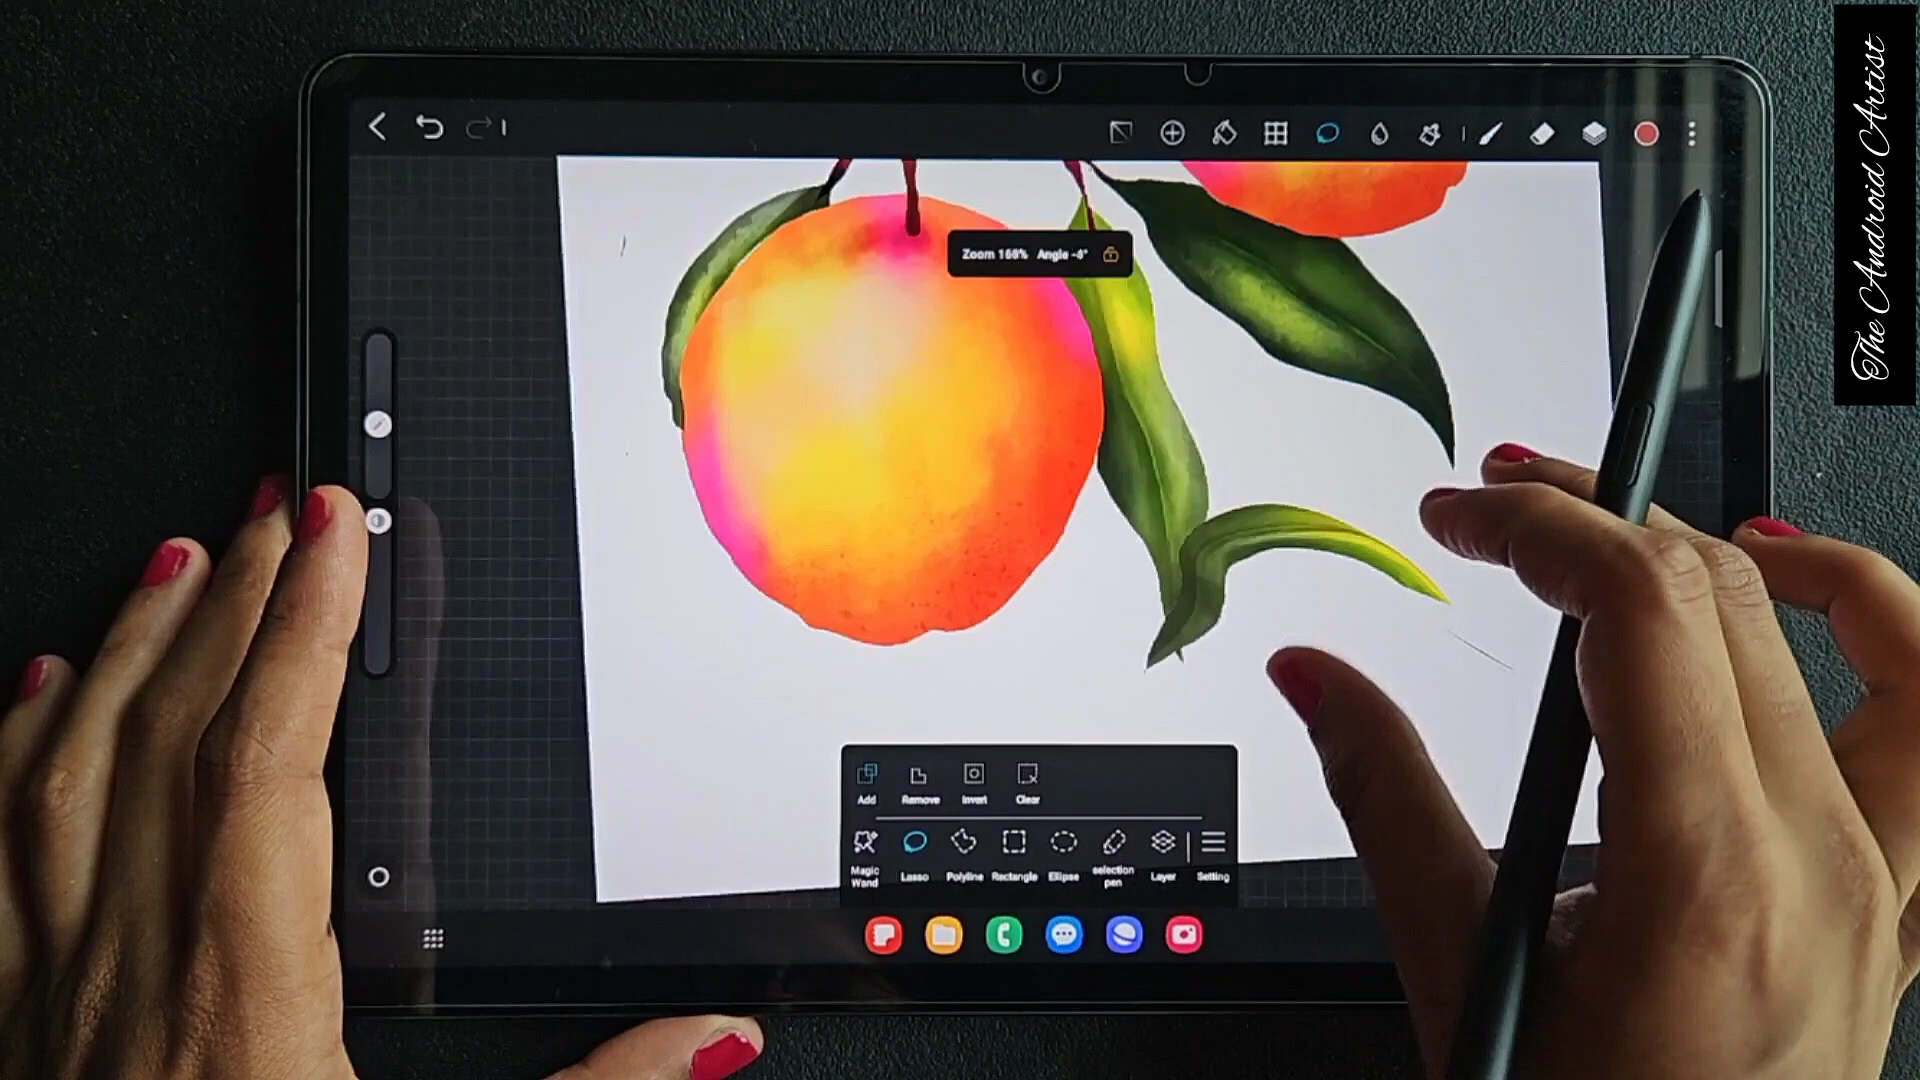 The Android Artist
Zoom 168% Angle -4°
Add Remove Invert Clear
Magic Wand Lasso Polyline Rectangle Ellipse selection pen Layer Setting